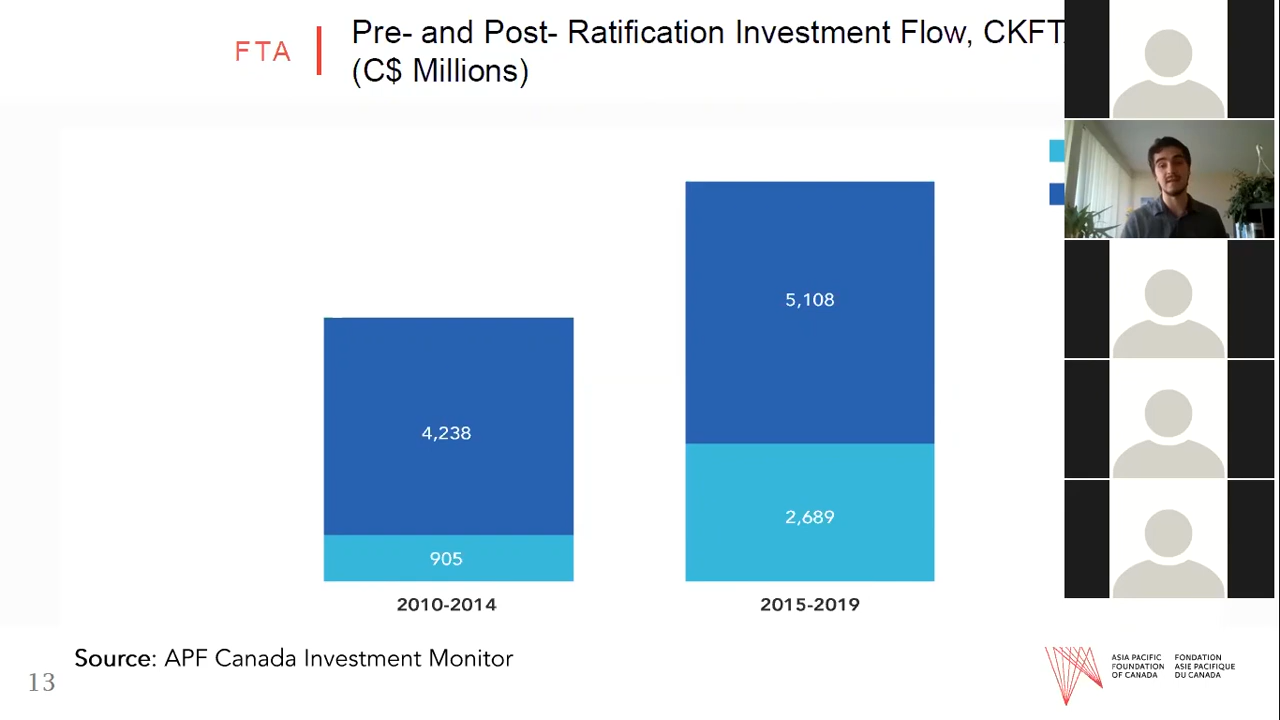 FTA
Pre- and Post- Ratification Investment Flow, CKFT
(C$ Millions)
5,108
4,238
2,689
905
2010-2014
2015-2019
Source: APF Canada Investment Monitor
13
ASIA PACIFIC
FOUNDATION
OF CANADA
FONDATION
ASIE PACIFIQUE
DU CANADA